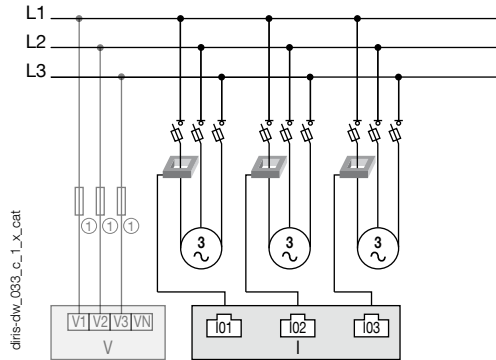 L1
L2
L3
① ① ①
3 3 3
∼ ∼ ∼
V1 V2 V3 VN
V
I01 I02 I03
I
diris-dw_033_c_1_x_cat